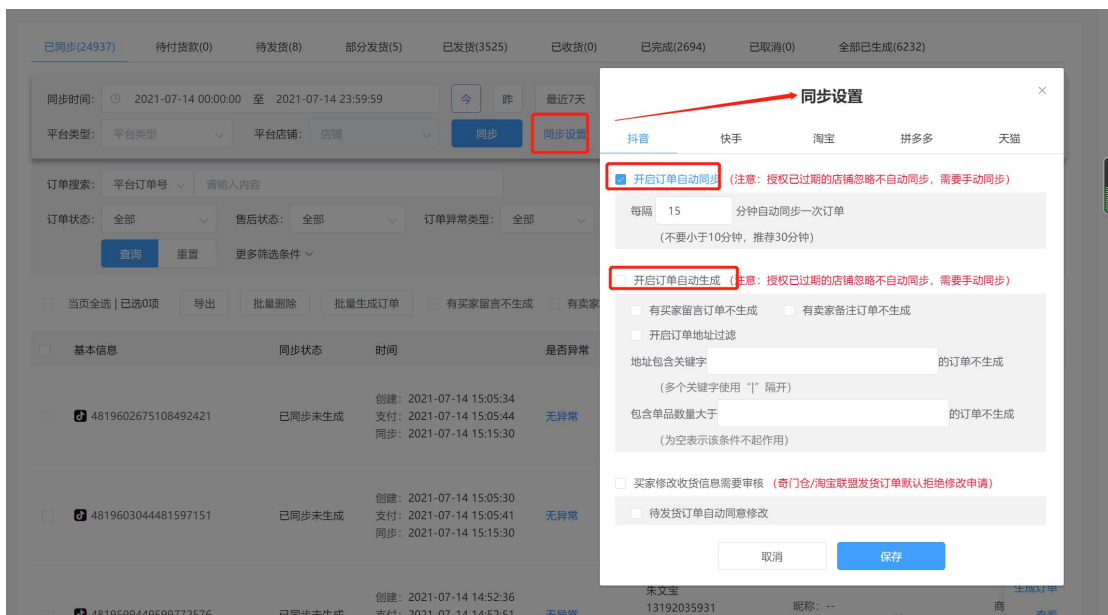 已同步(24937) 待付货款(0) 待发货(8) 部分发货(5) 已发货(3525) 已收货(0) 已完成(2694) 已取消(0) 全部已生成(6232)
同步时间: 2021-07-14 00:00:00 至 2021-07-14 23:59:59 今 昨 最近7天
平台类型: 平台类型 平台店铺: 店铺 同步 同步设置
订单搜索: 平台订单号 请输入内容
订单状态: 全部 售后状态: 全部 订单异常类型: 全部
查询 重置 更多筛选条件
当页全选 | 已选0项 导出 批量删除 批量生成订单 有买家留言不生成 有卖家
基本信息 同步状态 时间 是否异常
创建: 2021-07-14 15:05:34
4819602675108492421 已同步未生成 支付: 2021-07-14 15:05:44 无异常
同步: 2021-07-14 15:15:30
创建: 2021-07-14 15:05:30
4819603044481597151 已同步未生成 支付: 2021-07-14 15:05:41 无异常
同步: 2021-07-14 15:15:30
创建: 2021-07-14 14:52:36
朱文宝
13192035931 昵称: -- 商
生成订单
同步设置
抖音 快手 淘宝 拼多多 天猫
开启订单自动同步 (注意: 授权已过期的店铺忽略不自动同步, 需要手动同步)
每隔 15 分钟自动同步一次订单
(不要小于10分钟, 推荐30分钟)
开启订单自动生成 (注意: 授权已过期的店铺忽略不自动同步, 需要手动同步)
有买家留言订单不生成 有卖家备注订单不生成
开启订单地址过滤
地址包含关键字 的订单不生成
(多个关键字使用 "|" 隔开)
包含单品数量大于 的订单不生成
(为空表示该条件不起作用)
买家修改收货信息需要审核 (奇门仓/淘宝联盟发货订单默认拒绝修改申请)
待发货订单自动同意修改
取消 保存